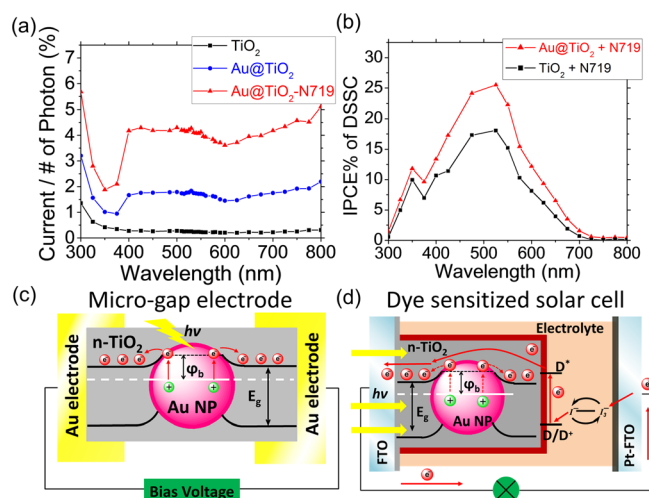 (a)
Current / # of Photon (%)
7
6
5
4
3
2
1
0
TiO2
Au@TiO2
Au@TiO2-N719
300 400 500 600 700 800
Wavelength (nm)
(b)
IPCE% of DSSC
30
25
20
15
10
5
0
Au@TiO2 + N719
TiO2 + N719
300 400 500 600 700 800
Wavelength (nm)
(c) Micro-gap electrode
Au electrode
n-TiO2
hν
e- e- e- e- e- e- e-
φb
+ +
Eg
Au NP
Au electrode
Bias Voltage
(d) Dye sensitized solar cell
Electrolyte
n-TiO2
hν
e- e- e- e- e- e- e- e-
φb
+ +
Eg
Au NP
D*
e-
D/D+
I- I3-
e-
FTO
Pt-FTO
e-